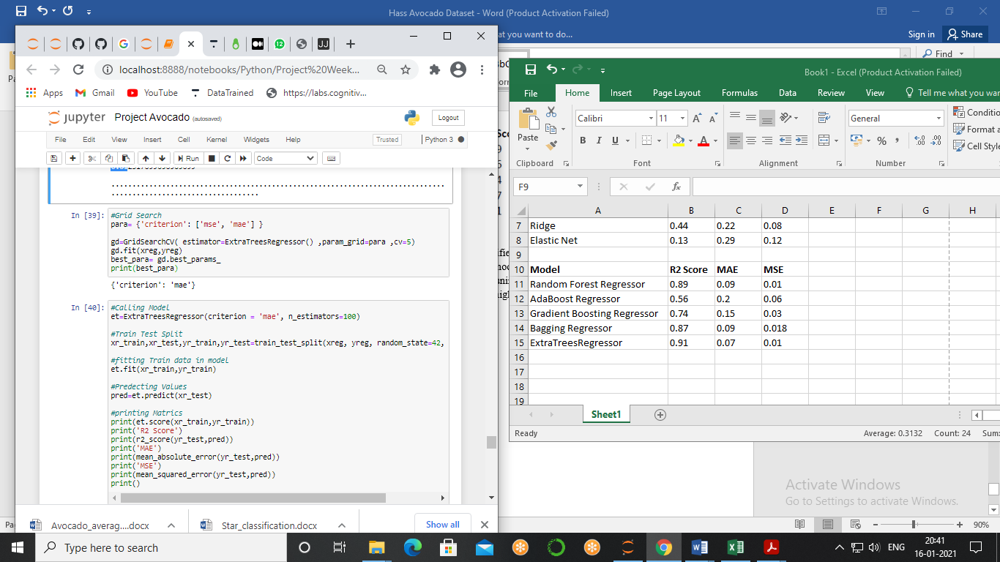 Hass Avocado Dataset - Word (Product Activation Failed)
at you want to do...
Sign in
Share
Find
12
JJ
localhost:8888/notebooks/Python/Project%20Week...
Apps
Gmail
YouTube
DataTrained
https://labs.cognitiv...
jupyter Project Avocado (autosaved)
Logout
File Edit View Insert Cell Kernel Widgets Help
Trusted
Python 3
Run
Code
................................................................................
...................................
In [39]:
#Grid Search
para= {'criterion': ['mse', 'mae'] }
gd=GridSearchCV( estimator=ExtraTreesRegressor() ,param_grid=para ,cv=5)
gd.fit(xreg,yreg)
best_para= gd.best_params_
print(best_para)
{'criterion': 'mae'}
In [40]:
#Calling Model
et=ExtraTreesRegressor(criterion = 'mae', n_estimators=100)
#Train Test Split
xr_train,xr_test,yr_train,yr_test=train_test_split(xreg, yreg, random_state=42,
#fitting Train data in model
et.fit(xr_train,yr_train)
#Predecting Values
pred=et.predict(xr_test)
#printing Matrics
print(et.score(xr_train,yr_train))
print('R2 Score')
print(r2_score(yr_test,pred))
print('MAE')
print(mean_absolute_error(yr_test,pred))
print('MSE')
print(mean_squared_error(yr_test,pred))
print()
Avocado_averag....docx
Star_classification.docx
Show all
Book1 - Excel (Product Activation Failed)
File Home Insert Page Layout Formulas Data Review View Tell me what you war
Paste
Calibri 11
B I U
General
Conditio
Format a
Cell Style
Clipboard Font Alignment Number
F9
fx
A B C D E F G H
7 Ridge 0.44 0.22 0.08
8 Elastic Net 0.13 0.29 0.12
9
10 Model R2 Score MAE MSE
11 Random Forest Regressor 0.89 0.09 0.01
12 AdaBoost Regressor 0.56 0.2 0.06
13 Gradient Boosting Regressor 0.74 0.15 0.03
14 Bagging Regressor 0.87 0.09 0.018
15 ExtraTreesRegressor 0.91 0.07 0.01
16
17
18
19
Sheet1
Ready
Average: 0.3132 Count: 24 Sum:
Activate Windows
Go to Settings to activate Windows.
90%
Type here to search
ENG
20:41
16-01-2021